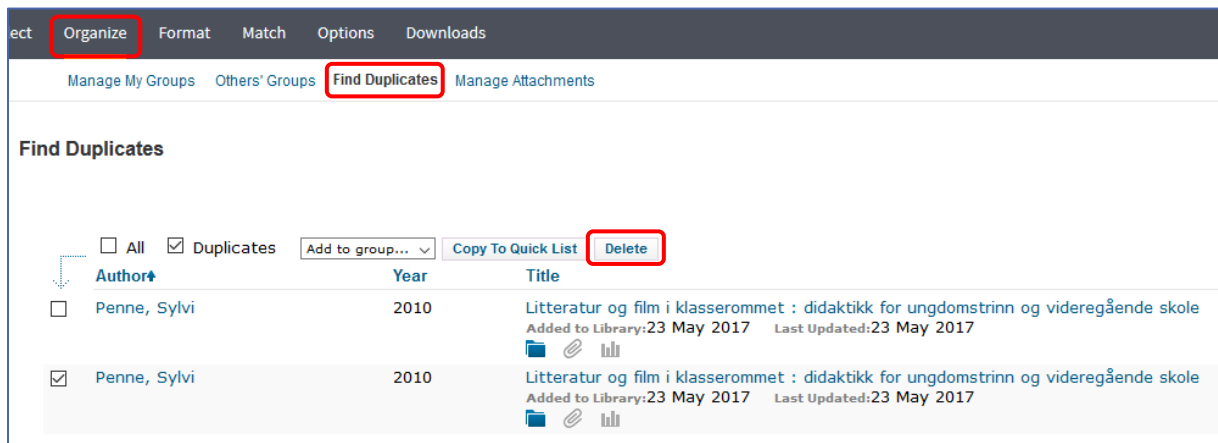 ect Organize Format Match Options Downloads
Manage My Groups Others' Groups Find Duplicates Manage Attachments
Find Duplicates
All Duplicates Add to group... Copy To Quick List Delete
Author Year Title
Penne, Sylvi 2010 Litteratur og film i klasserommet : didaktikk for ungdomstrinn og videregående skole
Added to Library:23 May 2017 Last Updated:23 May 2017
Penne, Sylvi 2010 Litteratur og film i klasserommet : didaktikk for ungdomstrinn og videregående skole
Added to Library:23 May 2017 Last Updated:23 May 2017